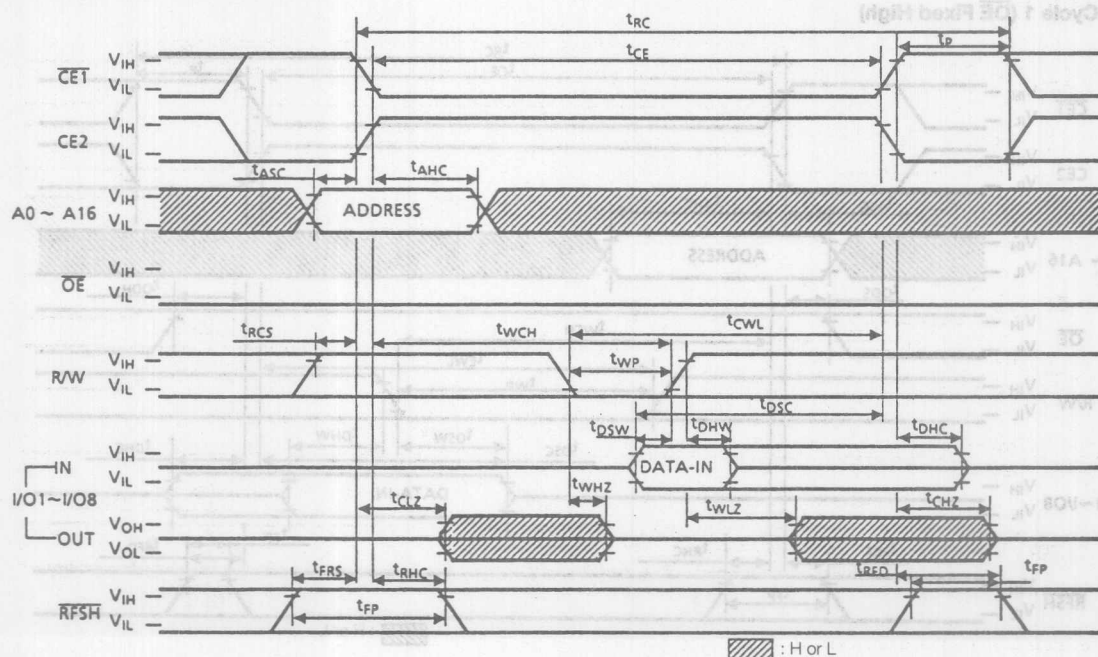 Cycle 1 (OE Fixed High)
tRC
tCE
tP
CE1
VIH
VIL
CE2
VIH
VIL
tASC
tAHC
A0 ~ A16
VIH
VIL
ADDRESS
OE
VIH
VIL
tRCS
tWCH
tCWL
R/W
VIH
VIL
tWP
tDSC
tDSW
tDHW
tDHC
IN
VIH
VIL
DATA-IN
I/O1~I/O8
tWHZ
tCLZ
tWLZ
tCHZ
OUT
VOH
VOL
tFRS
tRHC
tRFD
tFP
RFSH
VIH
VIL
tFP
: H or L